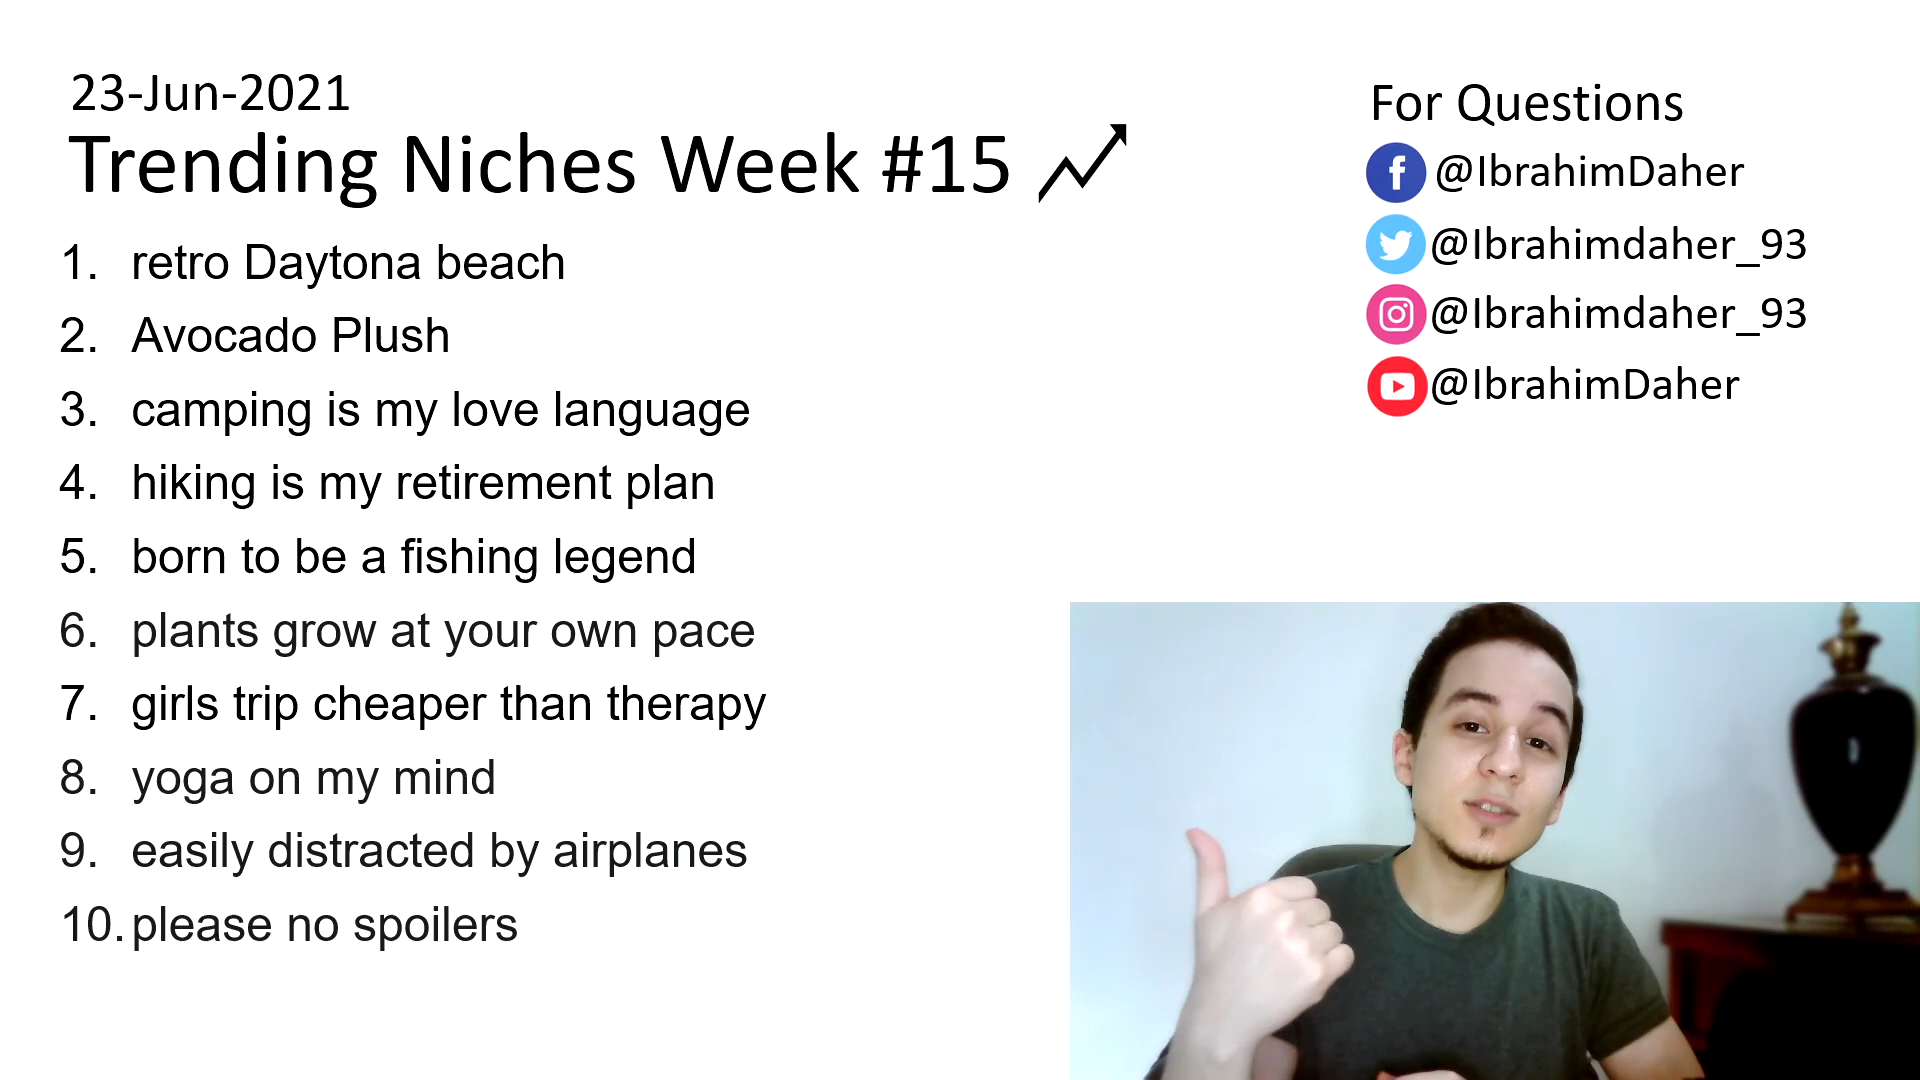 23-Jun-2021
Trending Niches Week #15
1. retro Daytona beach
2. Avocado Plush
3. camping is my love language
4. hiking is my retirement plan
5. born to be a fishing legend
6. plants grow at your own pace
7. girls trip cheaper than therapy
8. yoga on my mind
9. easily distracted by airplanes
10. please no spoilers
For Questions
@IbrahimDaher
@Ibrahimdaher_93
@Ibrahimdaher_93
@IbrahimDaher